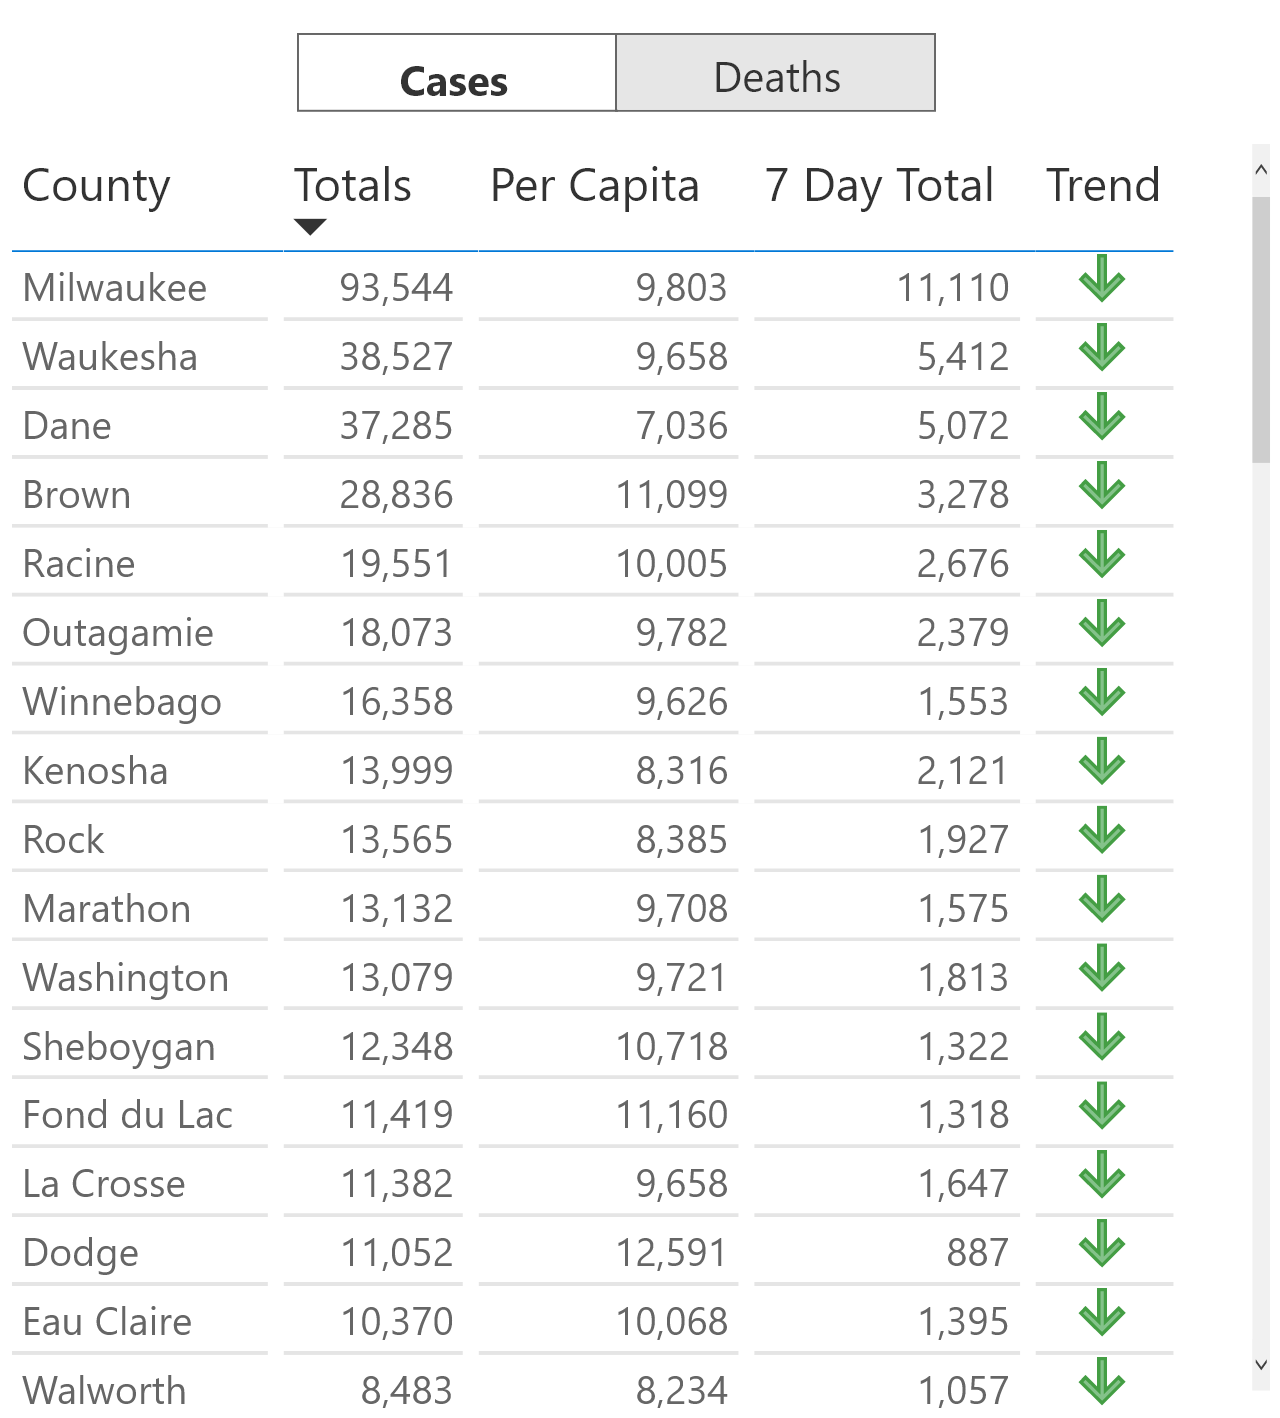 Cases Deaths
County Totals Per Capita 7 Day Total Trend
Milwaukee 93,544 9,803 11,110
Waukesha 38,527 9,658 5,412
Dane 37,285 7,036 5,072
Brown 28,836 11,099 3,278
Racine 19,551 10,005 2,676
Outagamie 18,073 9,782 2,379
Winnebago 16,358 9,626 1,553
Kenosha 13,999 8,316 2,121
Rock 13,565 8,385 1,927
Marathon 13,132 9,708 1,575
Washington 13,079 9,721 1,813
Sheboygan 12,348 10,718 1,322
Fond du Lac 11,419 11,160 1,318
La Crosse 11,382 9,658 1,647
Dodge 11,052 12,591 887
Eau Claire 10,370 10,068 1,395
Walworth 8,483 8,234 1,057